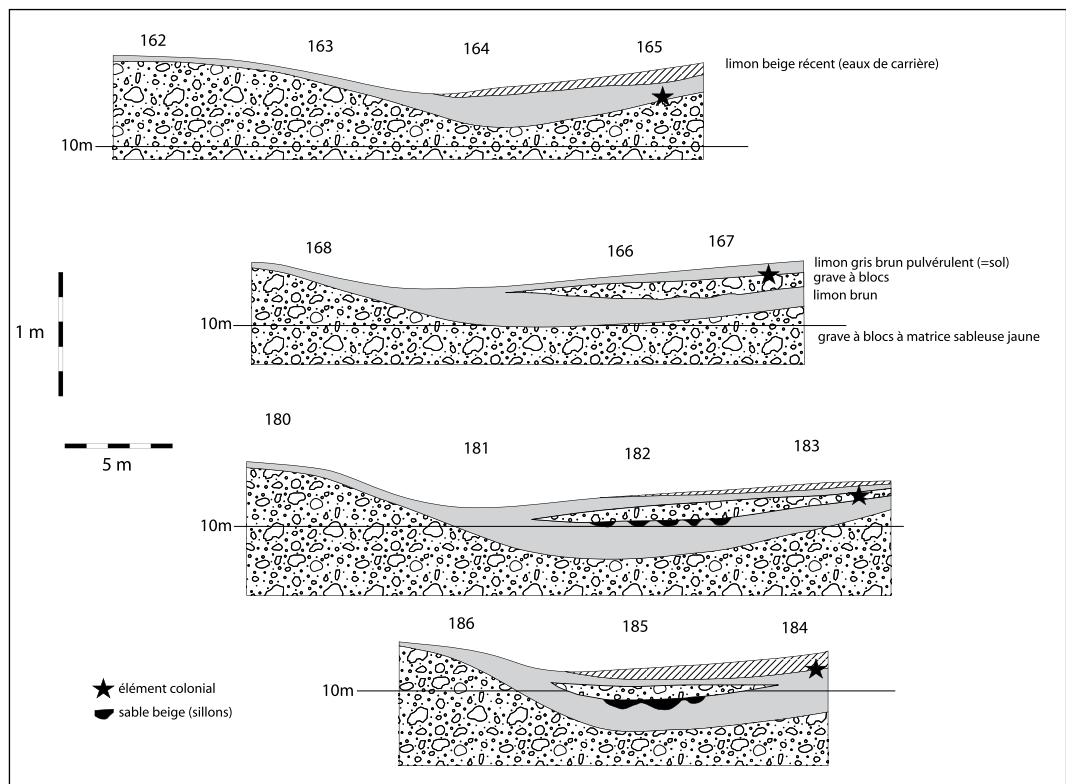 162 163 164 165
limon beige récent (eaux de carrière)
10m
168 166 167
limon gris brun pulvérulent (=sol)
grave à blocs
limon brun
10m
grave à blocs à matrice sableuse jaune
1 m
5 m
180 181 182 183
10m
186 185 184
10m
élément colonial
sable beige (sillons)